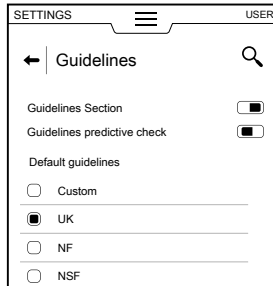 SETTINGS USER
Guidelines
Guidelines Section
Guidelines predictive check
Default guidelines
Custom
UK
NF
NSF